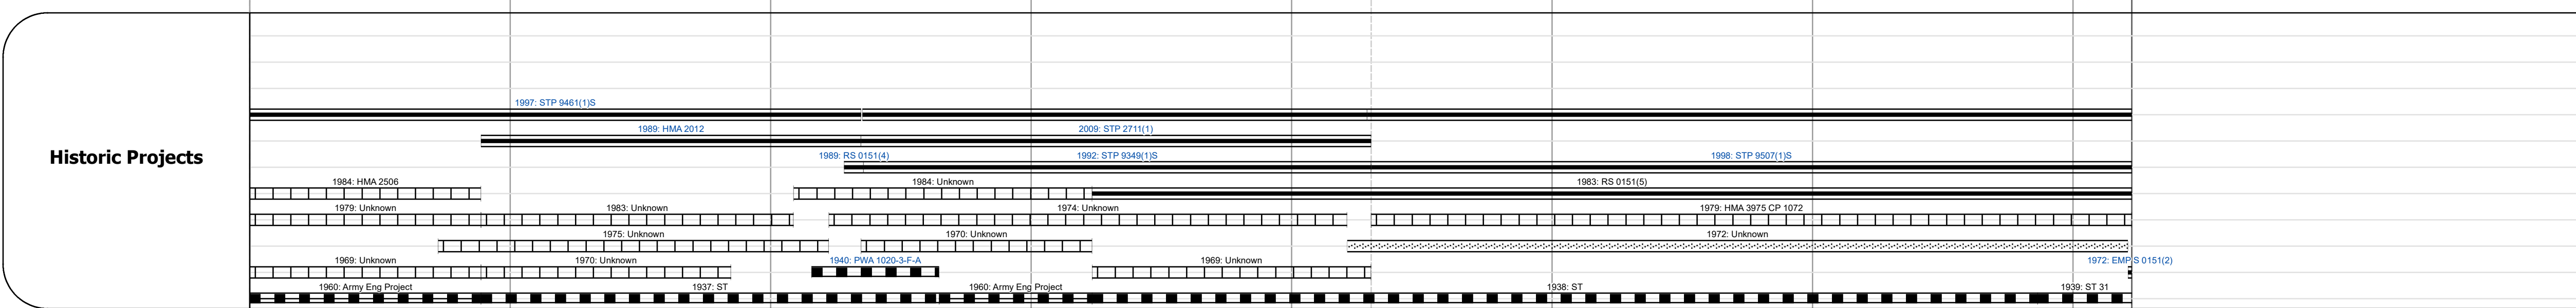 1997: STP 9461(1)S
1989: HMA 2012 2009: STP 2711(1)
Historic Projects
1989: RS 0151(4) 1992: STP 9349(1)S 1998: STP 9507(1)S
1984: HMA 2506 1984: Unknown 1983: RS 0151(5)
1979: Unknown 1983: Unknown 1974: Unknown 1979: HMA 3975 CP 1072
1975: Unknown 1970: Unknown 1972: Unknown
1969: Unknown 1970: Unknown 1940: PWA 1020-3-F-A 1969: Unknown 1972: EMP S 0151(2)
1960: Army Eng Project 1937: ST 1960: Army Eng Project 1938: ST 1939: ST 31